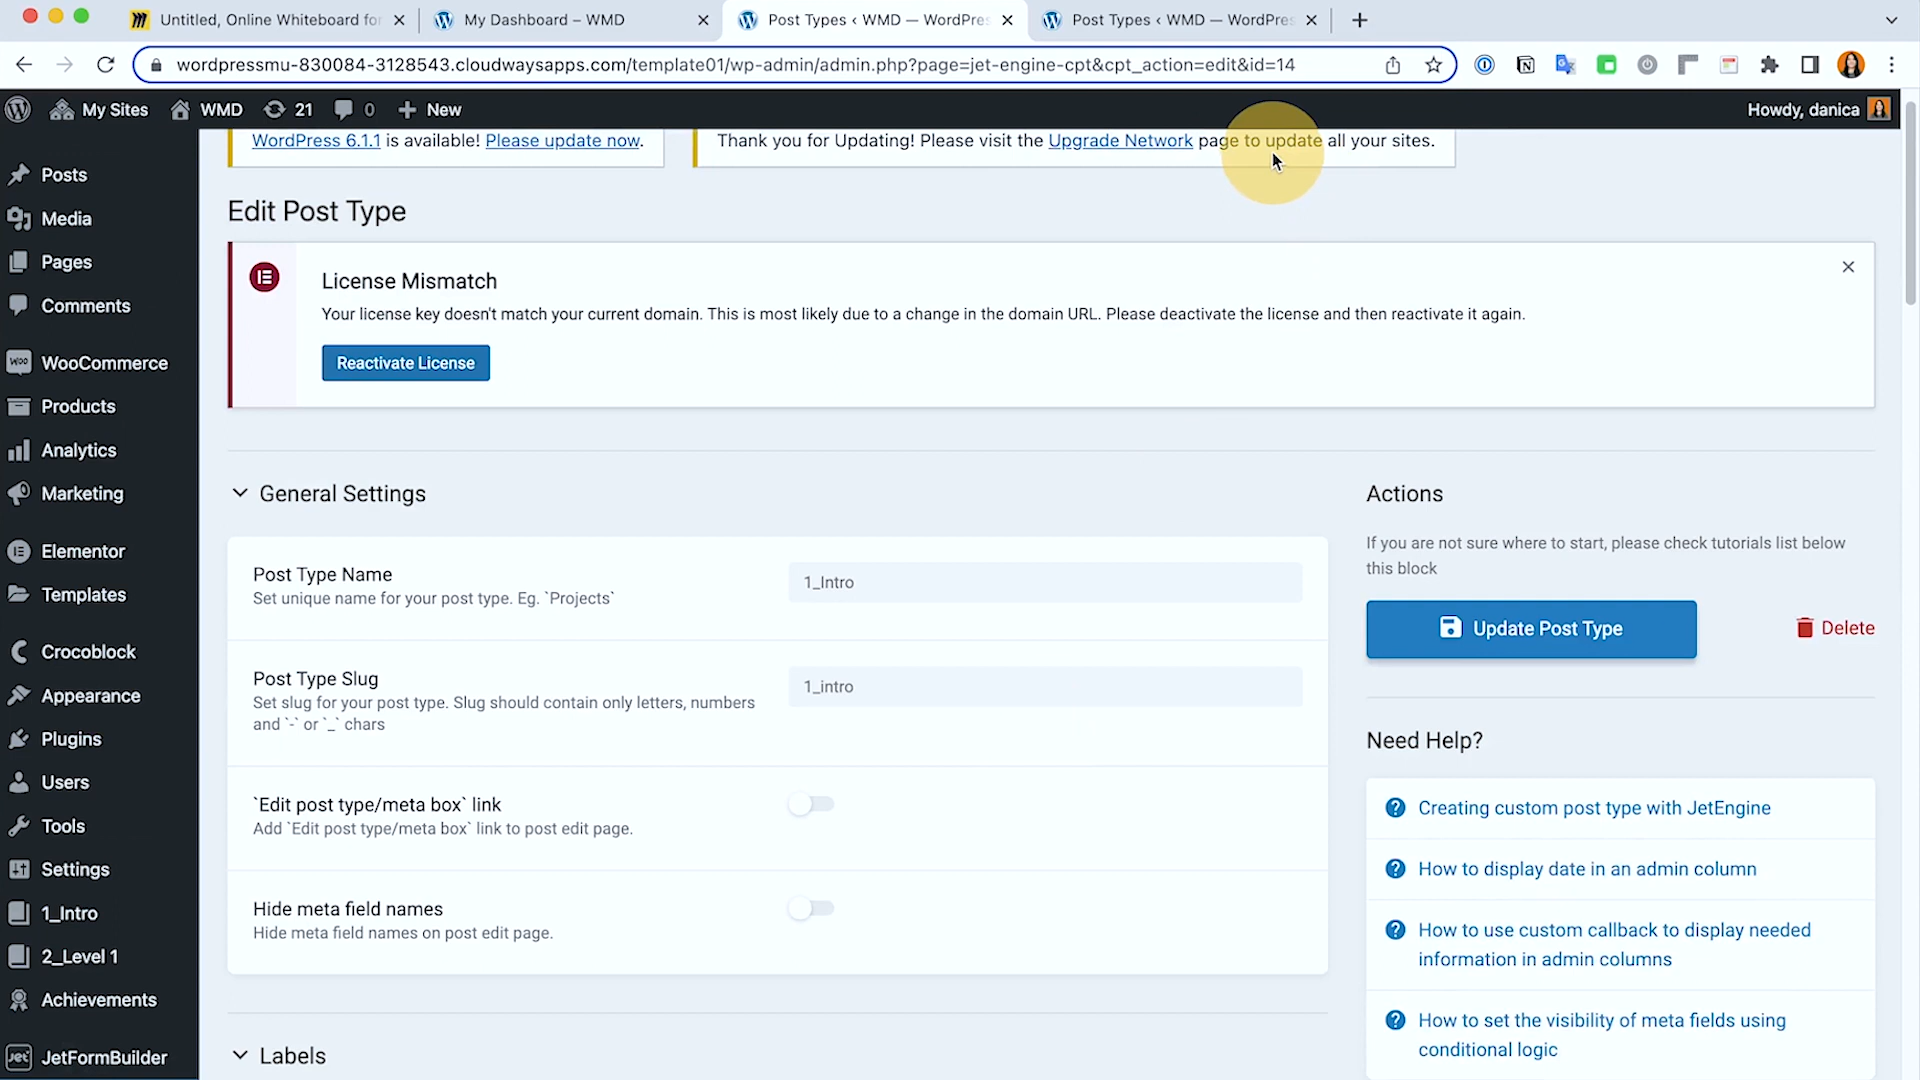 Untitled, Online Whiteboard for
My Dashboard – WMD
Post Types ‹ WMD — WordPres
Post Types ‹ WMD — WordPres
wordpressmu-830084-3128543.cloudwaysapps.com/template01/wp-admin/admin.php?page=jet-engine-cpt&cpt_action=edit&id=14
My Sites
WMD
21
0
New
Howdy, danica
WordPress 6.1.1 is available! Please update now.
Thank you for Updating! Please visit the Upgrade Network page to update all your sites.
Posts
Media
Pages
Comments
WooCommerce
Products
Analytics
Marketing
Elementor
Templates
Crocoblock
Appearance
Plugins
Users
Tools
Settings
1_Intro
2_Level 1
Achievements
JetFormBuilder
Edit Post Type
License Mismatch
Your license key doesn't match your current domain. This is most likely due to a change in the domain URL. Please deactivate the license and then reactivate it again.
Reactivate License
General Settings
Post Type Name
Set unique name for your post type. Eg. `Projects`
1_Intro
Post Type Slug
Set slug for your post type. Slug should contain only letters, numbers
and `-` or `_` chars
1_intro
`Edit post type/meta box` link
Add `Edit post type/meta box` link to post edit page.
Hide meta field names
Hide meta field names on post edit page.
Labels
Actions
If you are not sure where to start, please check tutorials list below
this block
Update Post Type
Delete
Need Help?
Creating custom post type with JetEngine
How to display date in an admin column
How to use custom callback to display needed
information in admin columns
How to set the visibility of meta fields using
conditional logic